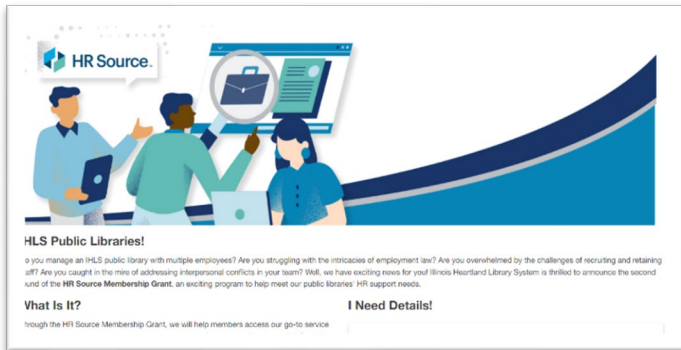 HR Source
HLS Public Libraries!
o you manage an IHLS public library with multiple employees? Are you struggling with the intricacies of employment law? Are you overwhelmed by the challenges of recruiting and retaining
aff? Are you caught in the mire of addressing interpersonal conflicts in your team? Well, we have exciting news for you! Illinois Heartland Library System is thrilled to announce the second
und of the HR Source Membership Grant, an exciting program to help meet our public libraries' HR support needs.
What Is It?
I Need Details!
hrough the HR Source Membership Grant, we will help members access our go-to service